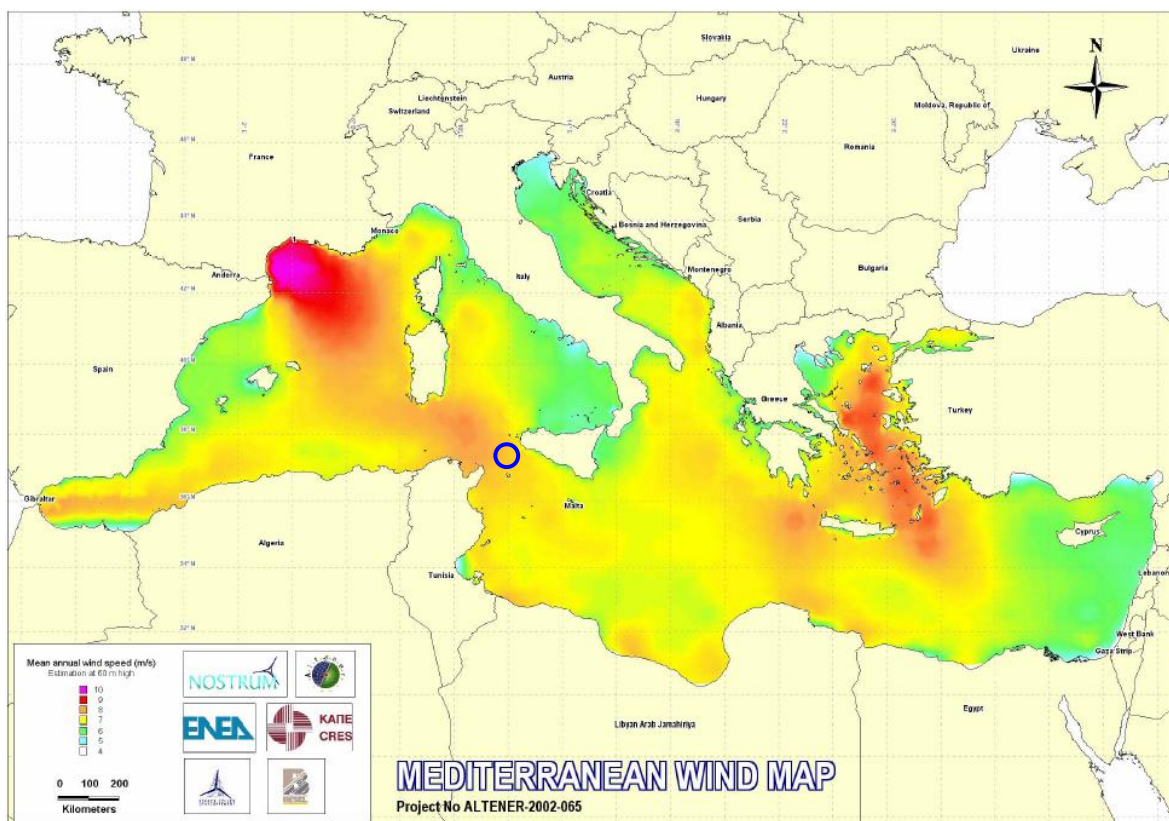 Slovakia
Ukraine
N
Austria
Liechtenstein
Hungary
Switzerland
Moldova, Republic of
France
Romania
Croatia
Bosnia and Herzegovina
Serbia
Monaco
Andorra
Italy
Montenegro
Bulgaria
Albania
Spain
Greece
Turkey
Gibraltar
Malta
Cyprus
Algeria
Tunisia
Lebanon
West Bank
Gaza Strip
Libyan Arab Jamahiriya
Egypt
Mean annual wind speed (m/s)
Estimation at 60 m high
10
9
8
7
6
5
4
0 100 200
Kilometers
NOSTRUM
ENEA
ΚΑΠΕ
CRES
MEDITERRANEAN WIND MAP
Project No ALTENER-2002-065